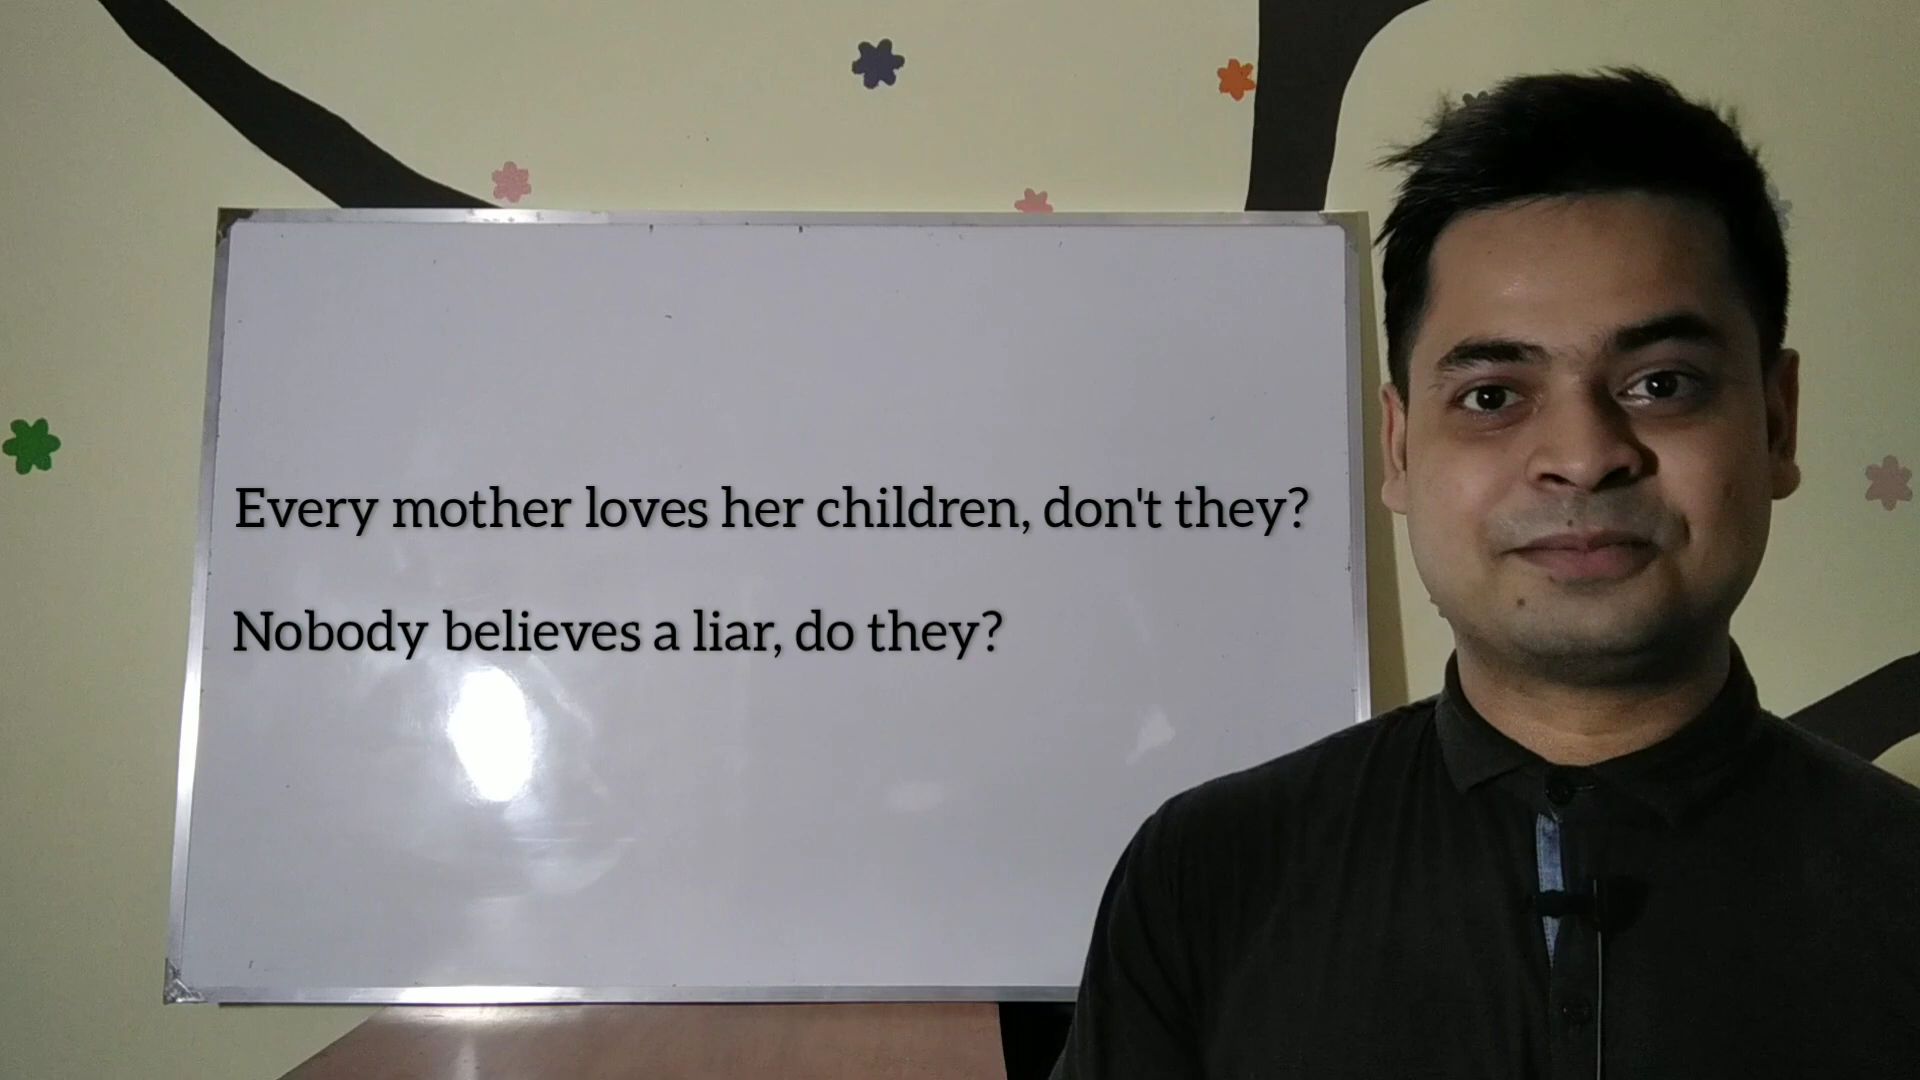 Every mother loves her children, don't they?
Nobody believes a liar, do they?